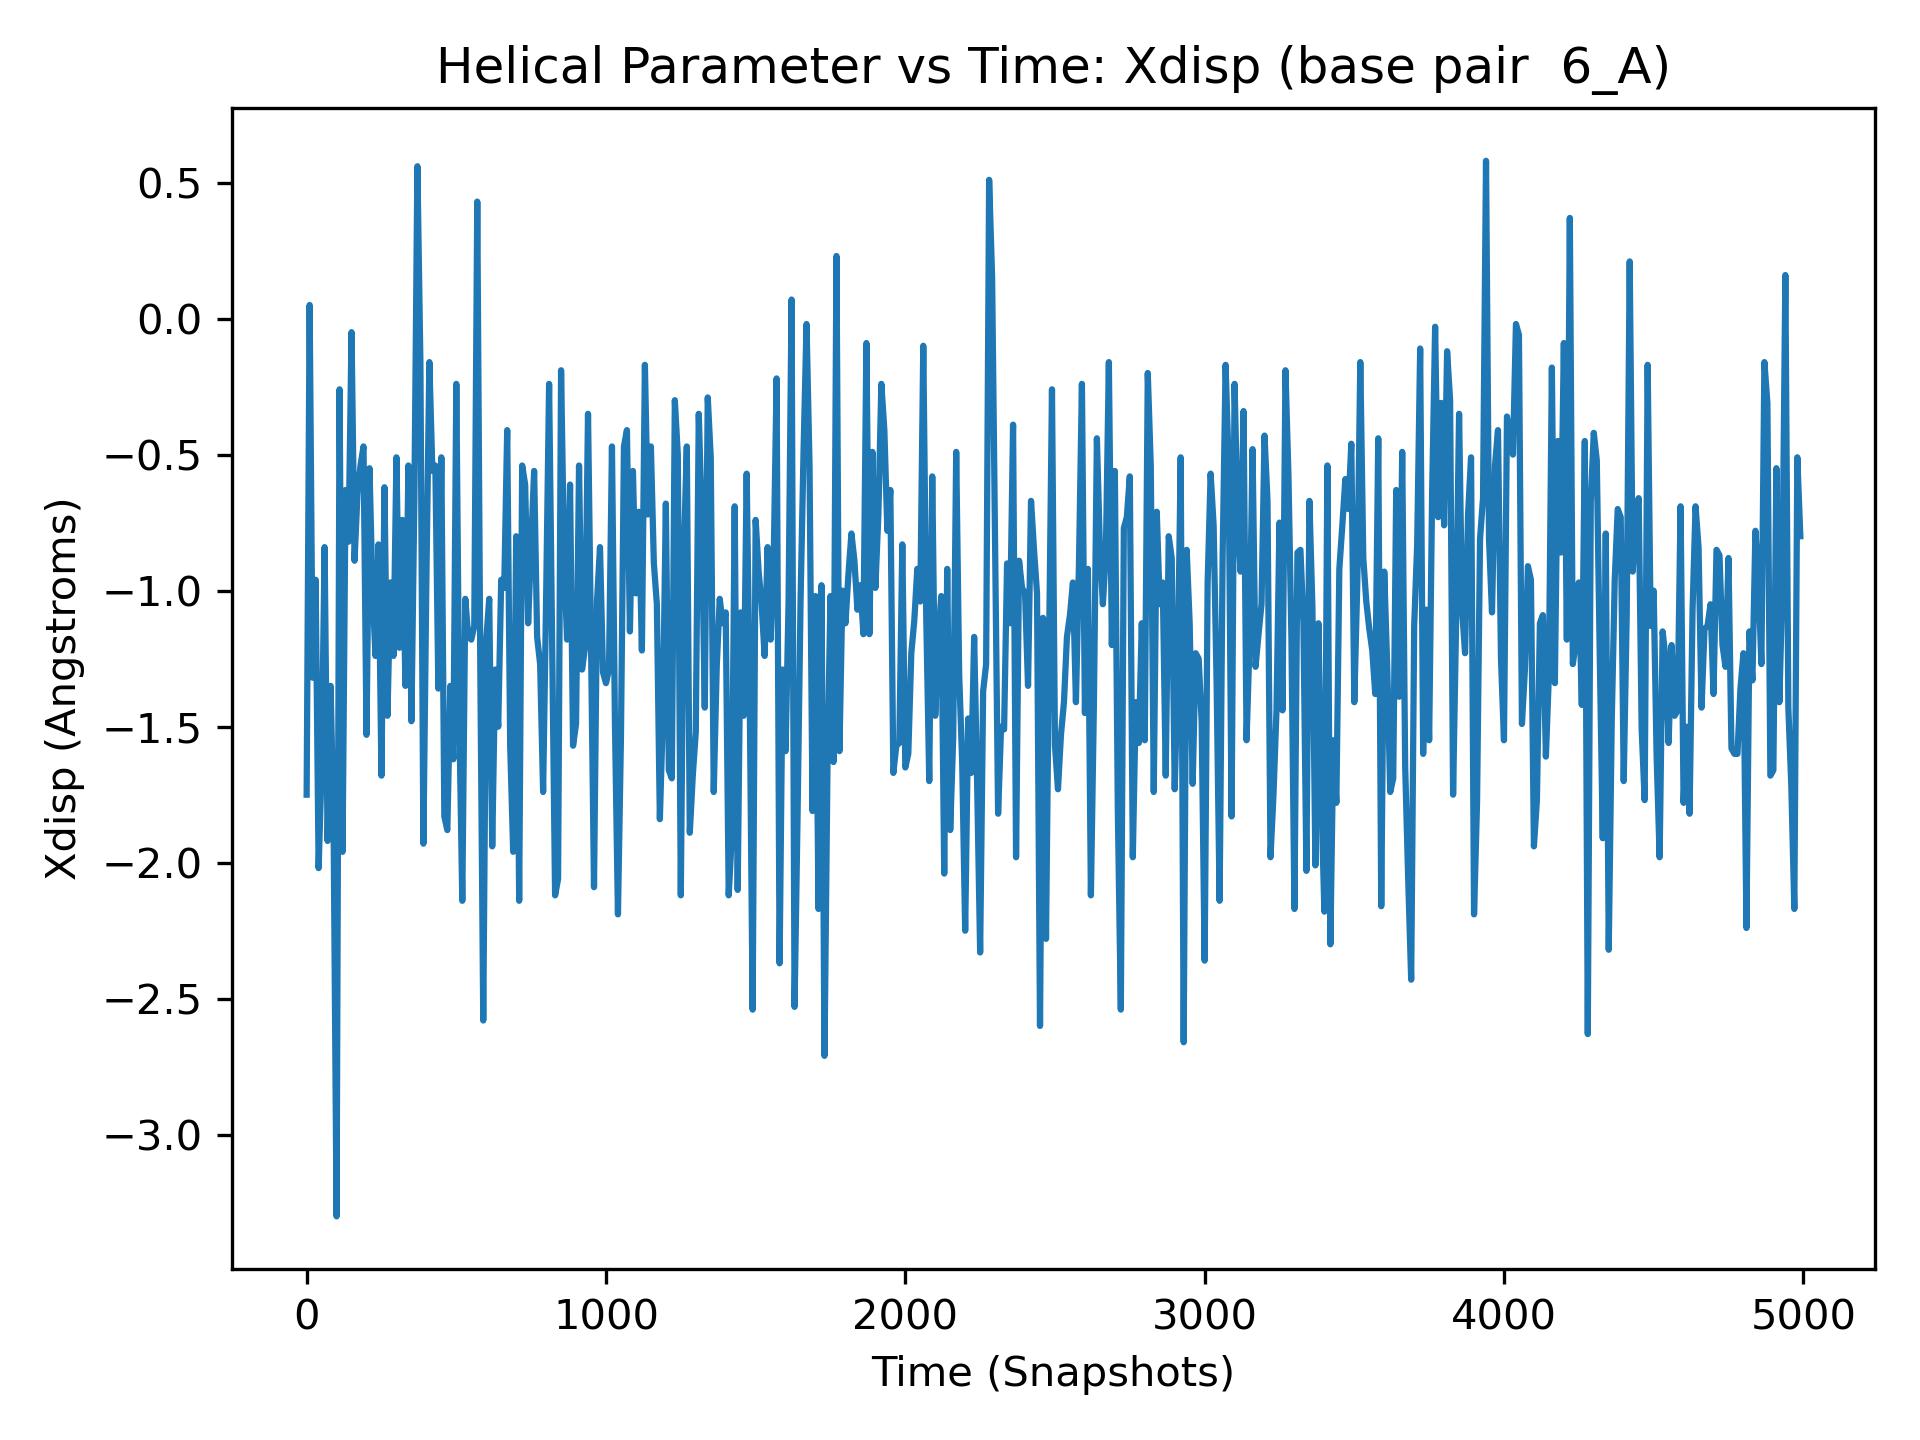 Helical Parameter vs Time: Xdisp (base pair  6_A)
Xdisp (Angstroms)
0.5
0.0
−0.5
−1.0
−1.5
−2.0
−2.5
−3.0
0 1000 2000 3000 4000 5000
Time (Snapshots)